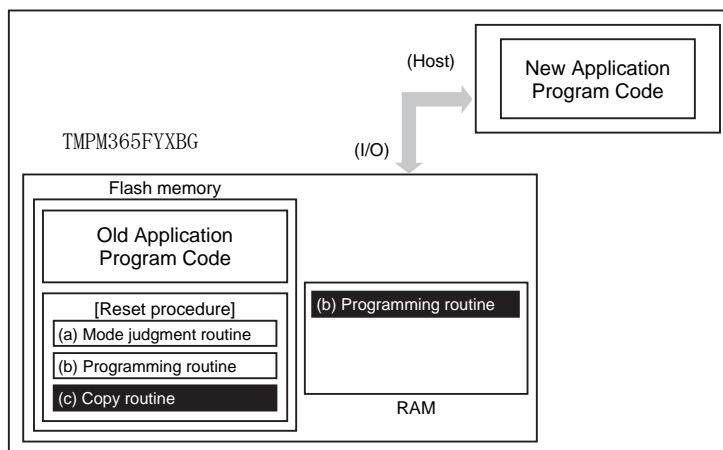 (Host)
New Application
Program Code
TMPM365FYXBG
(I/O)
Flash memory
Old Application
Program Code
[Reset procedure]
(a) Mode judgment routine
(b) Programming routine
(c) Copy routine
(b) Programming routine
RAM